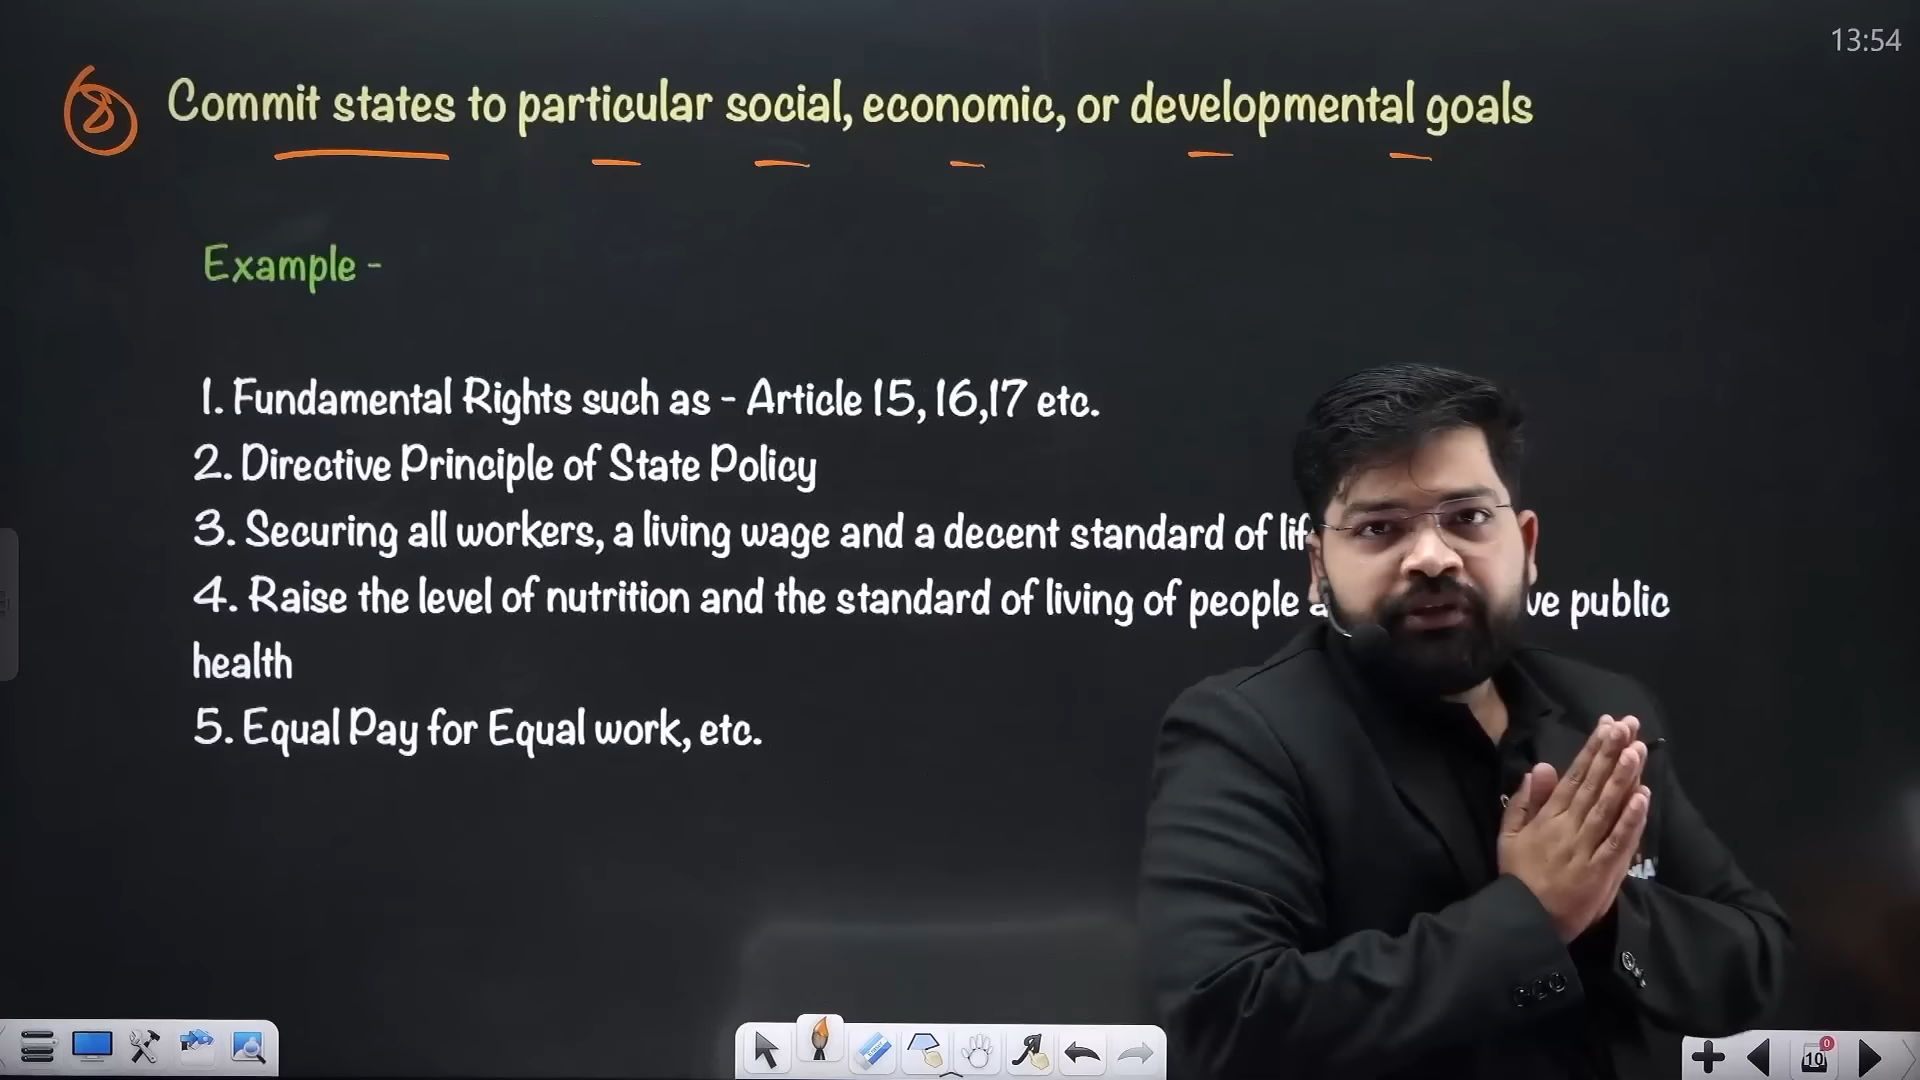 13:54
8 Commit states to particular social, economic, or developmental goals
Example -
1. Fundamental Rights such as - Article 15, 16,17 etc.
2. Directive Principle of State Policy
3. Securing all workers, a living wage and a decent standard of
4. Raise the level of nutrition and the standard of living of people public
health
5. Equal Pay for Equal work, etc.
10 0